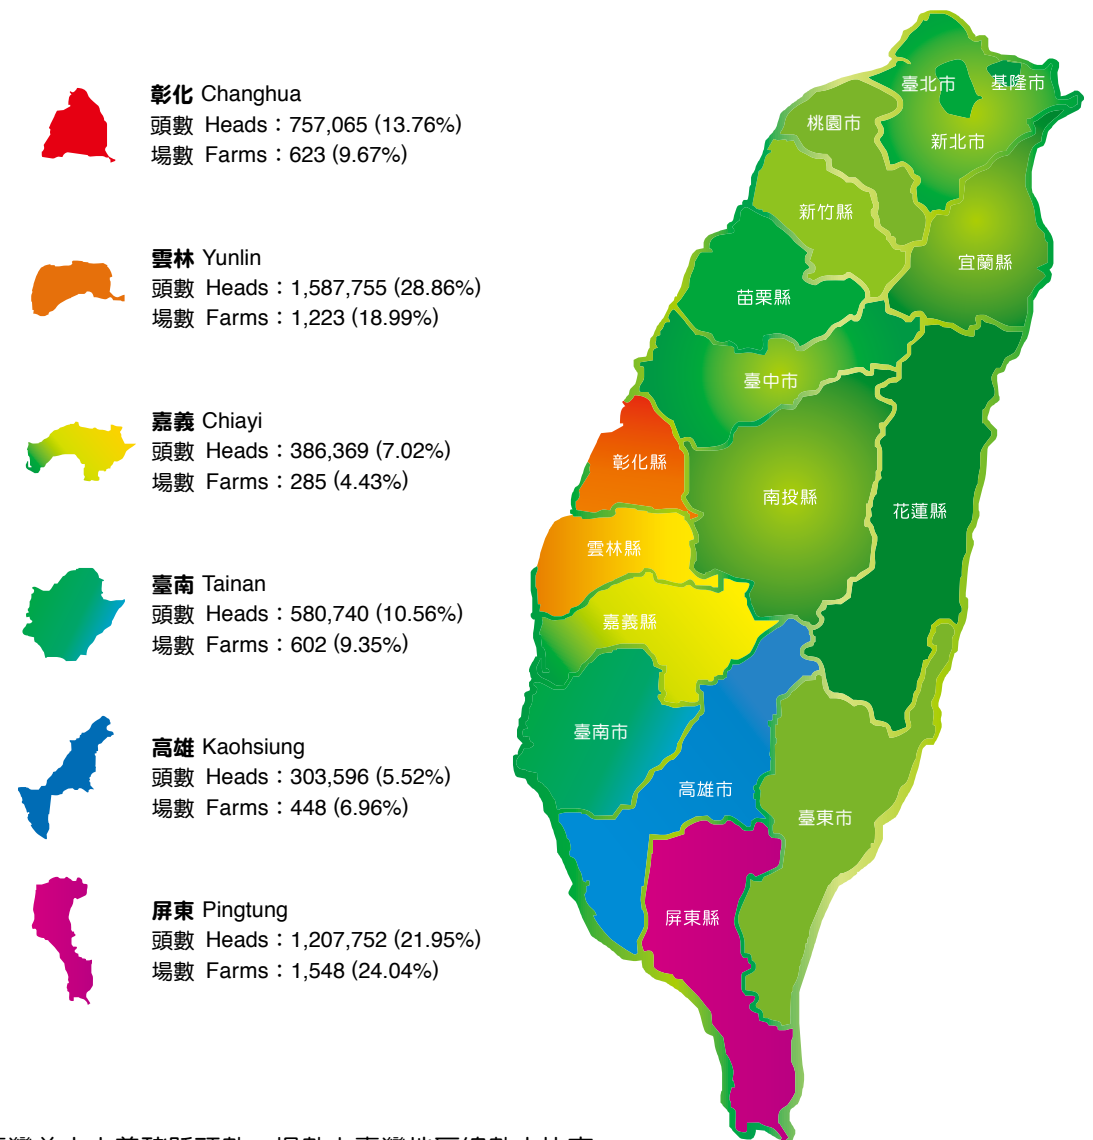 彰化 Changhua
頭數 Heads：757,065 (13.76%)
場數 Farms：623 (9.67%)
雲林 Yunlin
頭數 Heads：1,587,755 (28.86%)
場數 Farms：1,223 (18.99%)
嘉義 Chiayi
頭數 Heads：386,369 (7.02%)
場數 Farms：285 (4.43%)
臺南 Tainan
頭數 Heads：580,740 (10.56%)
場數 Farms：602 (9.35%)
高雄 Kaohsiung
頭數 Heads：303,596 (5.52%)
場數 Farms：448 (6.96%)
屏東 Pingtung
頭數 Heads：1,207,752 (21.95%)
場數 Farms：1,548 (24.04%)
臺北市
基隆市
桃園市
新北市
新竹縣
宜蘭縣
苗栗縣
臺中市
彰化縣
南投縣
花蓮縣
雲林縣
嘉義縣
臺南市
高雄市
臺東市
屏東縣